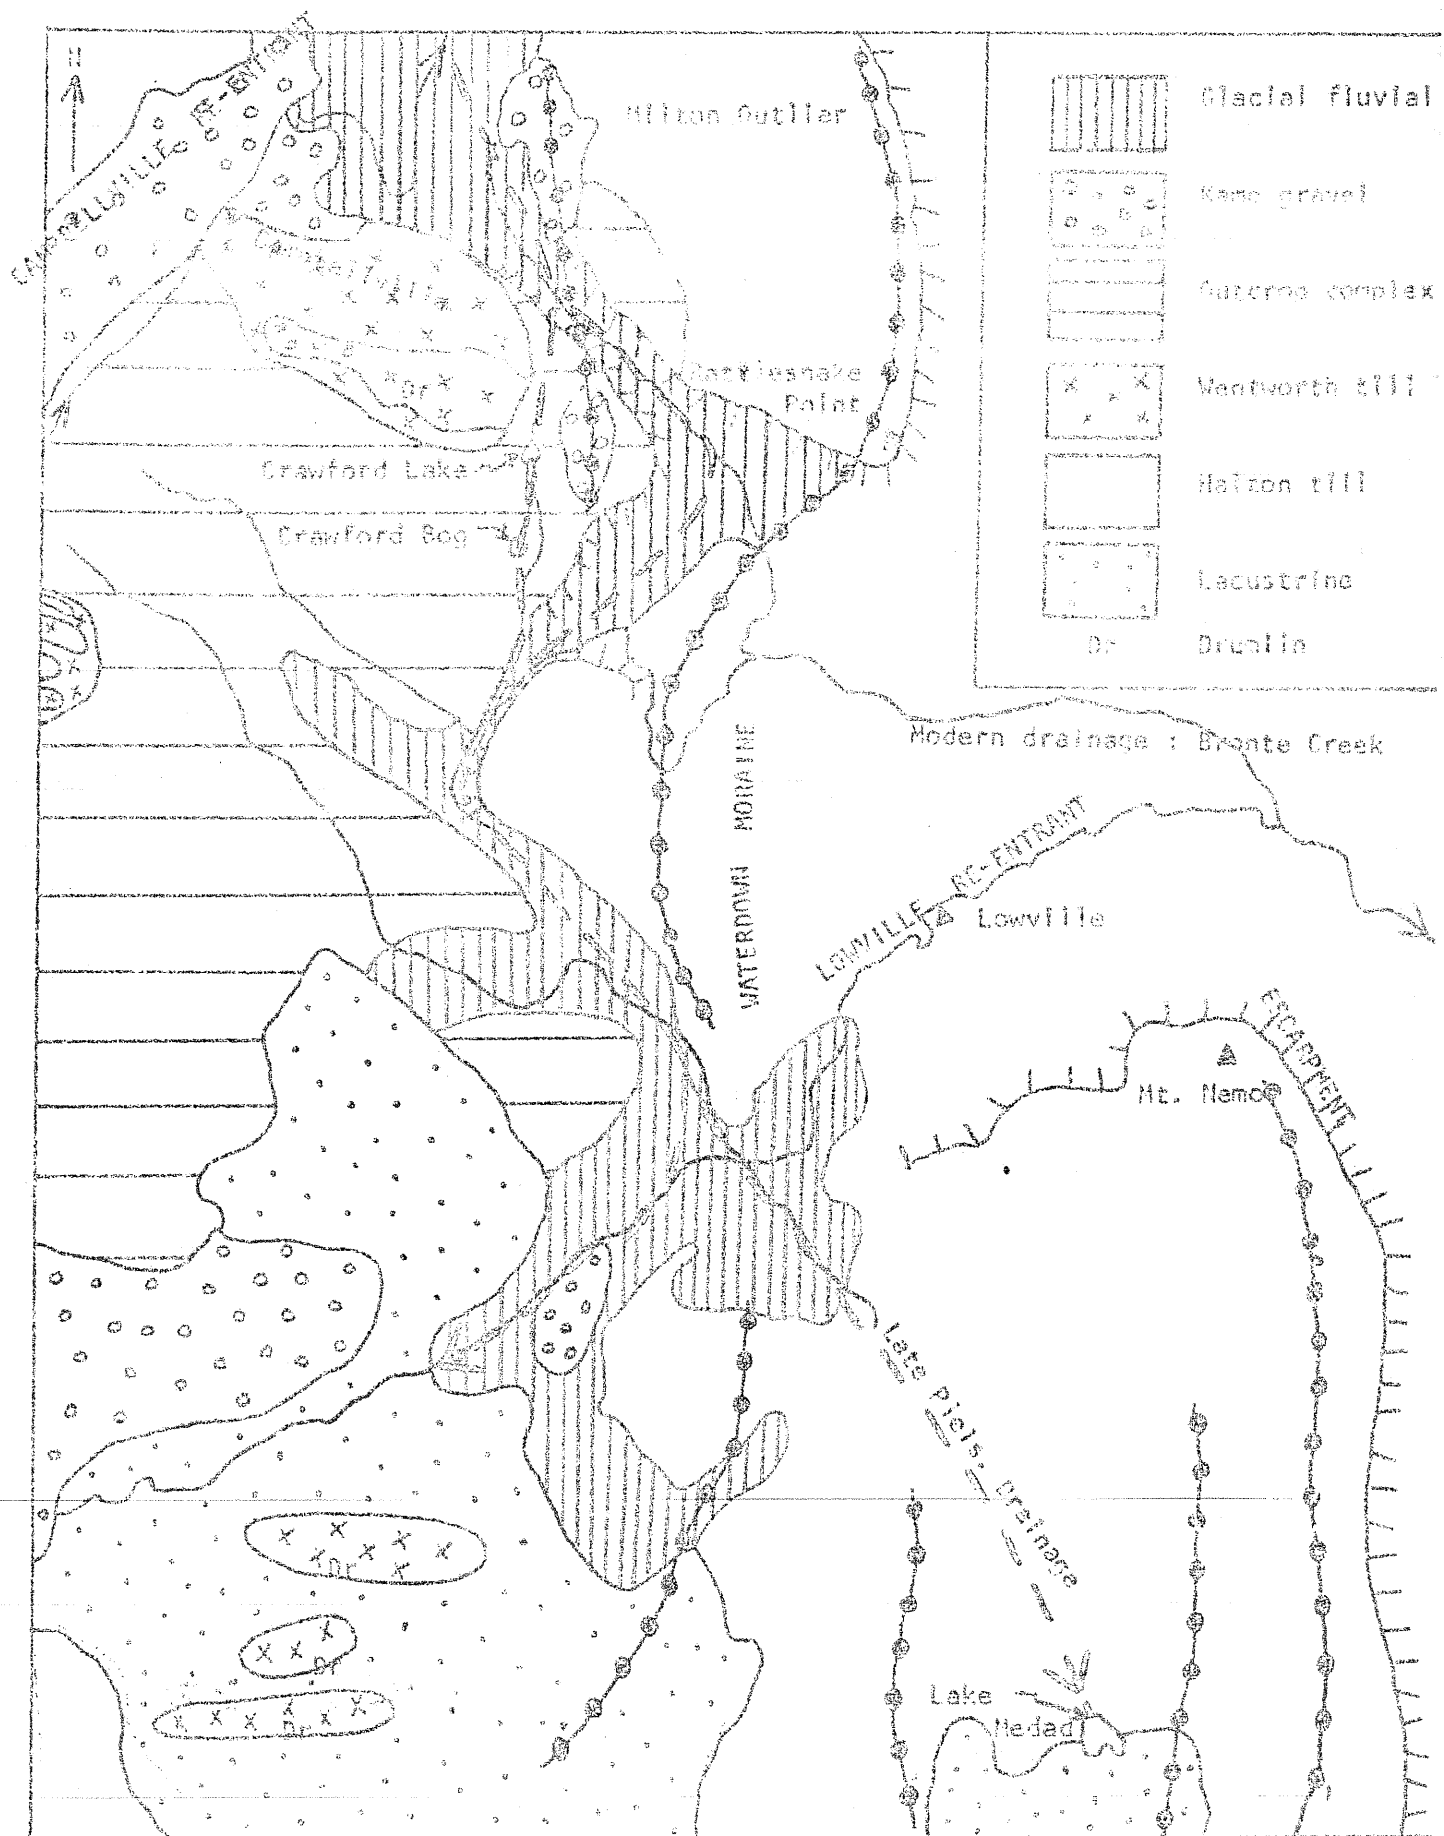 N
CAMPBELLVILLE RE-ENTRANT
Milton Outlier
Glacial fluvial
Kame gravel
Outcrop complex
Wentworth till
Halton till
Lacustrine
Dr Drumlin
Campbellville
Dr
Rattlesnake
Point
Crawford Lake
Crawford Bog
Modern drainage : Bronte Creek
WATERDOWN MORAINE
LOWVILLE RE-ENTRANT
Lowville
ESCARPMENT
Mt. Nemo
Late Pleis. Drainage
Dr
Dr
Dr
Lake
Medad